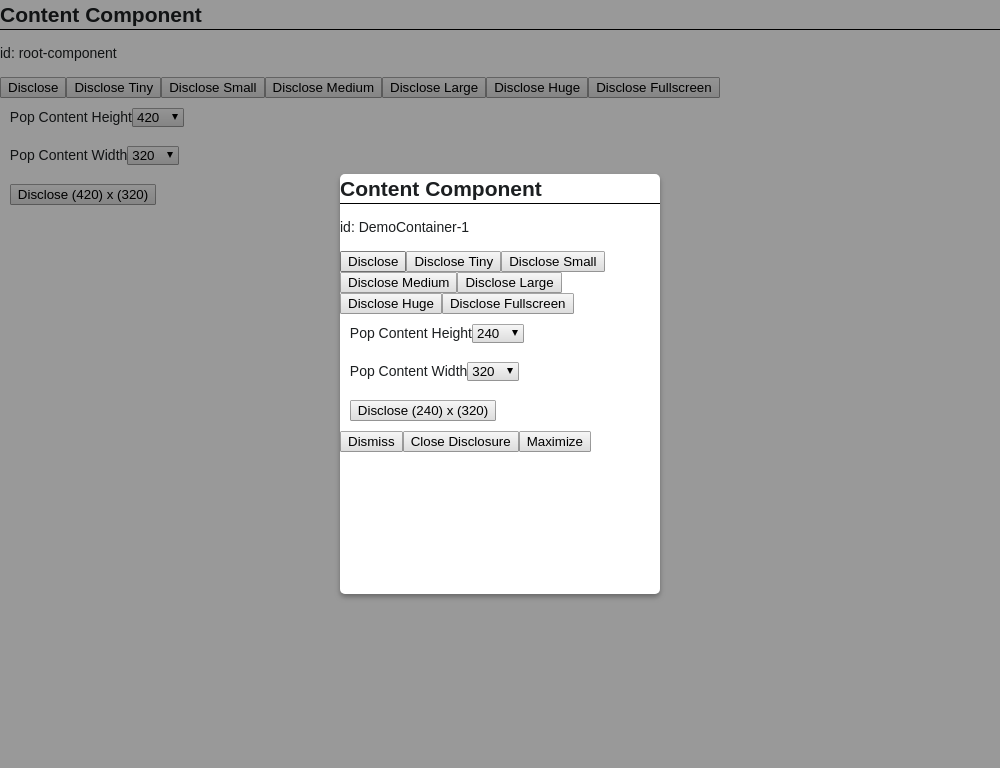 Content Component
id: root-component
Disclose Disclose Tiny Disclose Small Disclose Medium Disclose Large Disclose Huge Disclose Fullscreen
Pop Content Height 420
Pop Content Width 320
Disclose (420) x (320)
Content Component
id: DemoContainer-1
Disclose Disclose Tiny Disclose Small
Disclose Medium Disclose Large
Disclose Huge Disclose Fullscreen
Pop Content Height 240
Pop Content Width 320
Disclose (240) x (320)
Dismiss Close Disclosure Maximize